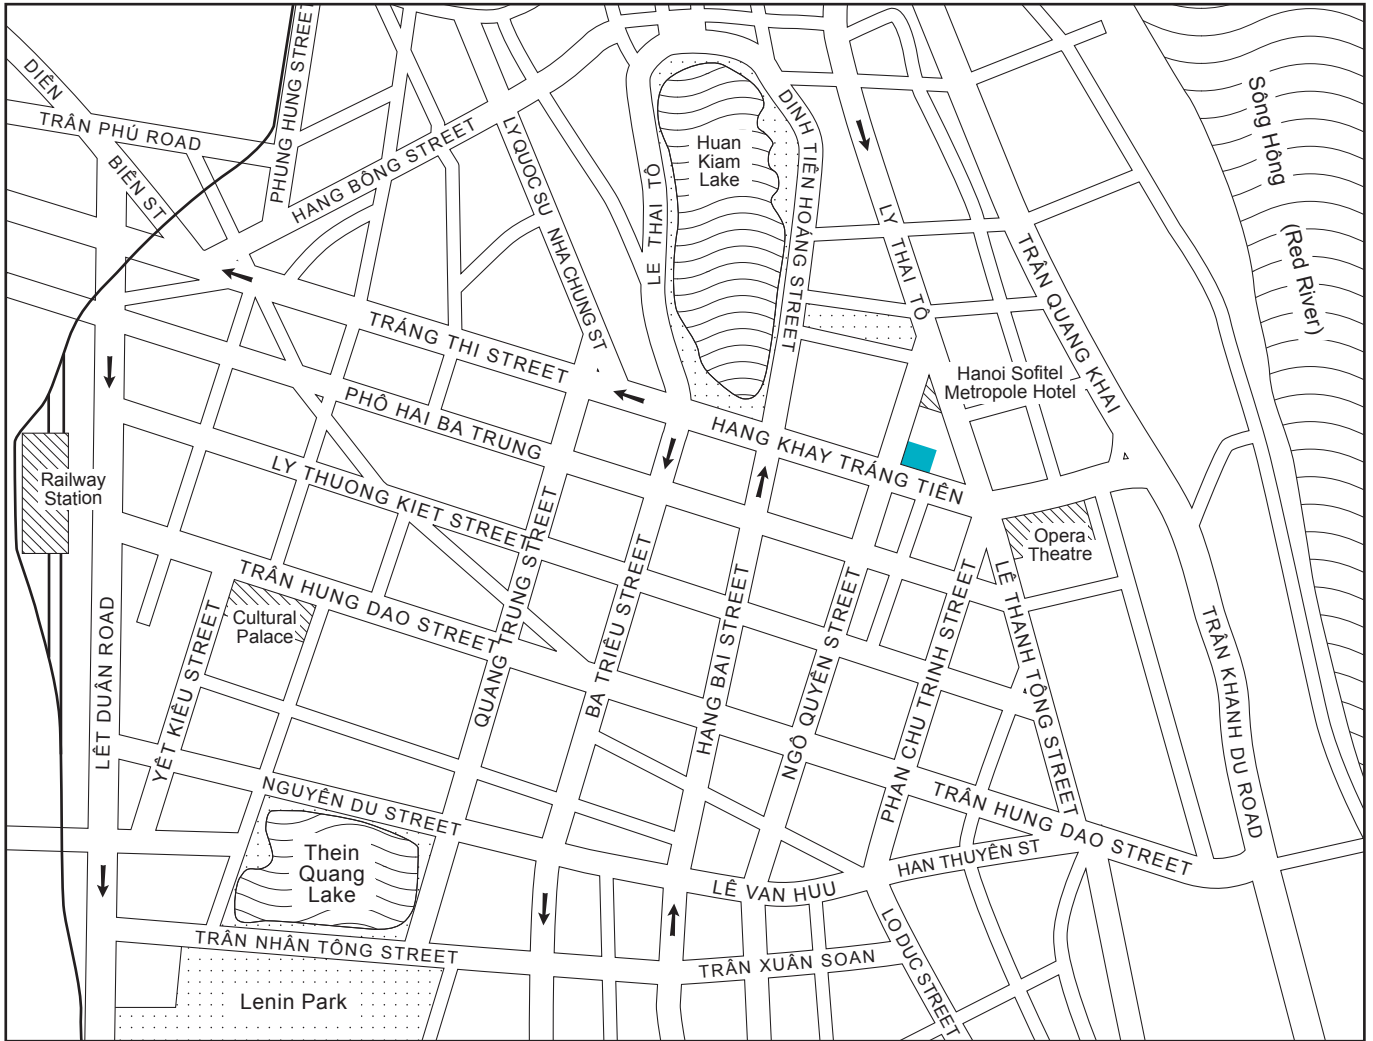 DIÊN
BIÊN ST
TRÂN PHÚ ROAD
PHUNG HUNG STREET
HANG BÔNG STREET
LY QUOC SU
NHA CHUNG ST
LE THAI TÔ
Huan
Kiam
Lake
DINH TIÊN HOÀNG STREET
LY THAI TÔ
TRÂN QUANG KHAI
Sông Hông
(Red River)
TRÁNG THI STREET
PHÔ HAI BA TRUNG
HANG KHAY TRÁNG TIÊN
Hanoi Sofitel
Metropole Hotel
Railway
Station
LY THUONG KIET STREET
Opera
Theatre
TRÂN HUNG DAO STREET
Cultural
Palace
LÊT DUÂN ROAD
YÊT KIÊU STREET
QUANG TRUNG STREET
BA TRIÊU STREET
HANG BAI STREET
NGÔ QUYÊN STREET
PHAN CHU TRINH STREET
LÊ THANH TÔNG STREET
TRÂN KHANH DU ROAD
NGUYÊN DU STREET
TRÂN HUNG DAO STREET
HAN THUYÊN ST
Thein
Quang
Lake
LÊ VAN HUU
LO DUC STREET
TRÂN NHÂN TÔNG STREET
TRÂN XUÂN SOAN
Lenin Park